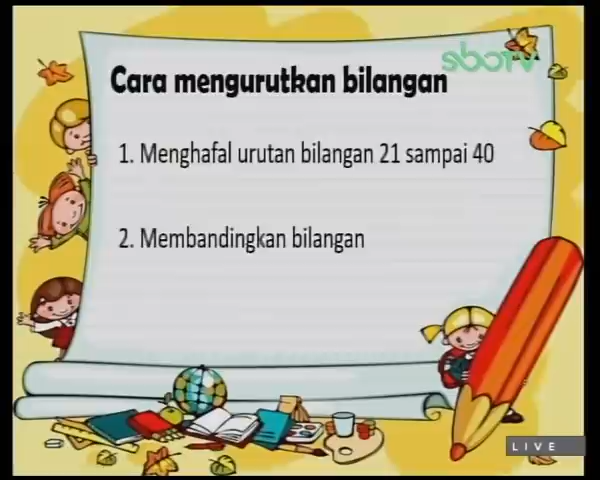 sbotv
Cara mengurutkan bilangan
1. Menghafal urutan bilangan 21 sampai 40
2. Membandingkan bilangan
LIVE